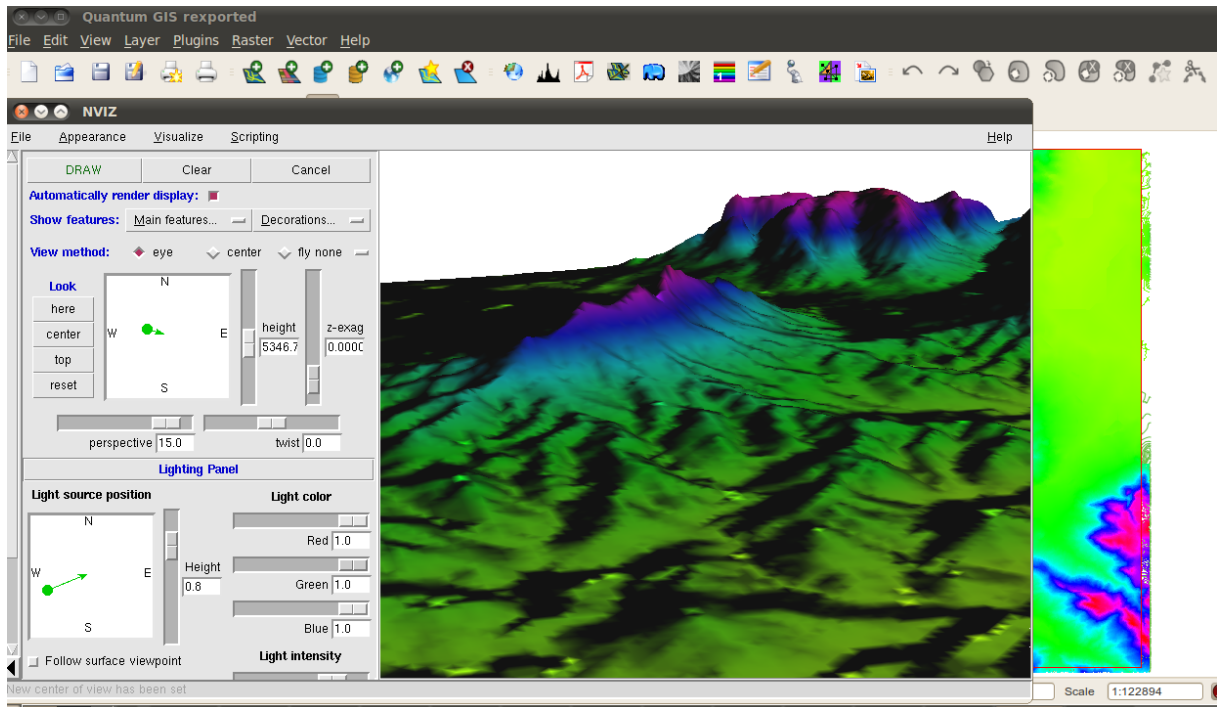 Quantum GIS rexported
File Edit View Layer Plugins Raster Vector Help
NVIZ
File Appearance Visualize Scripting Help
DRAW Clear Cancel
Automatically render display:
Show features: Main features... Decorations...
View method: eye center fly none
Look
here
center
top
reset
N
W E
S
height
5346.7
z-exag
0.000
perspective 15.0 twist 0.0
Lighting Panel
Light source position
N
W E
S
Height
0.8
Light color
Red 1.0
Green 1.0
Blue 1.0
Follow surface viewpoint
Light intensity
New center of view has been set
Scale 1:122894